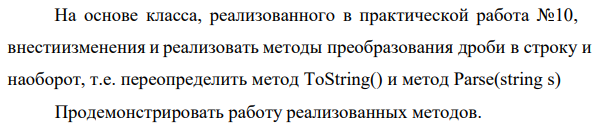 На основе класса, реализованного в практической работа №10,
внестиизменения и реализовать методы преобразования дроби в строку и
наоборот, т.е. переопределить метод ToString() и метод Parse(string s)
Продемонстрировать работу реализованных методов.